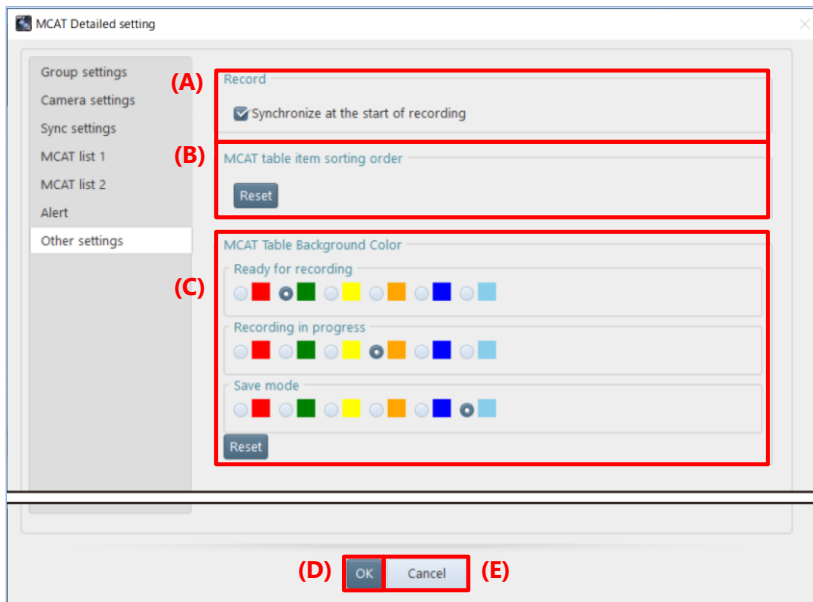 MCAT Detailed setting
Group settings
Camera settings
Sync settings
MCAT list 1
MCAT list 2
Alert
Other settings
(A)
Record
Synchronize at the start of recording
(B)
MCAT table item sorting order
Reset
(C)
MCAT Table Background Color
Ready for recording
Recording in progress
Save mode
Reset
(D) OK Cancel (E)